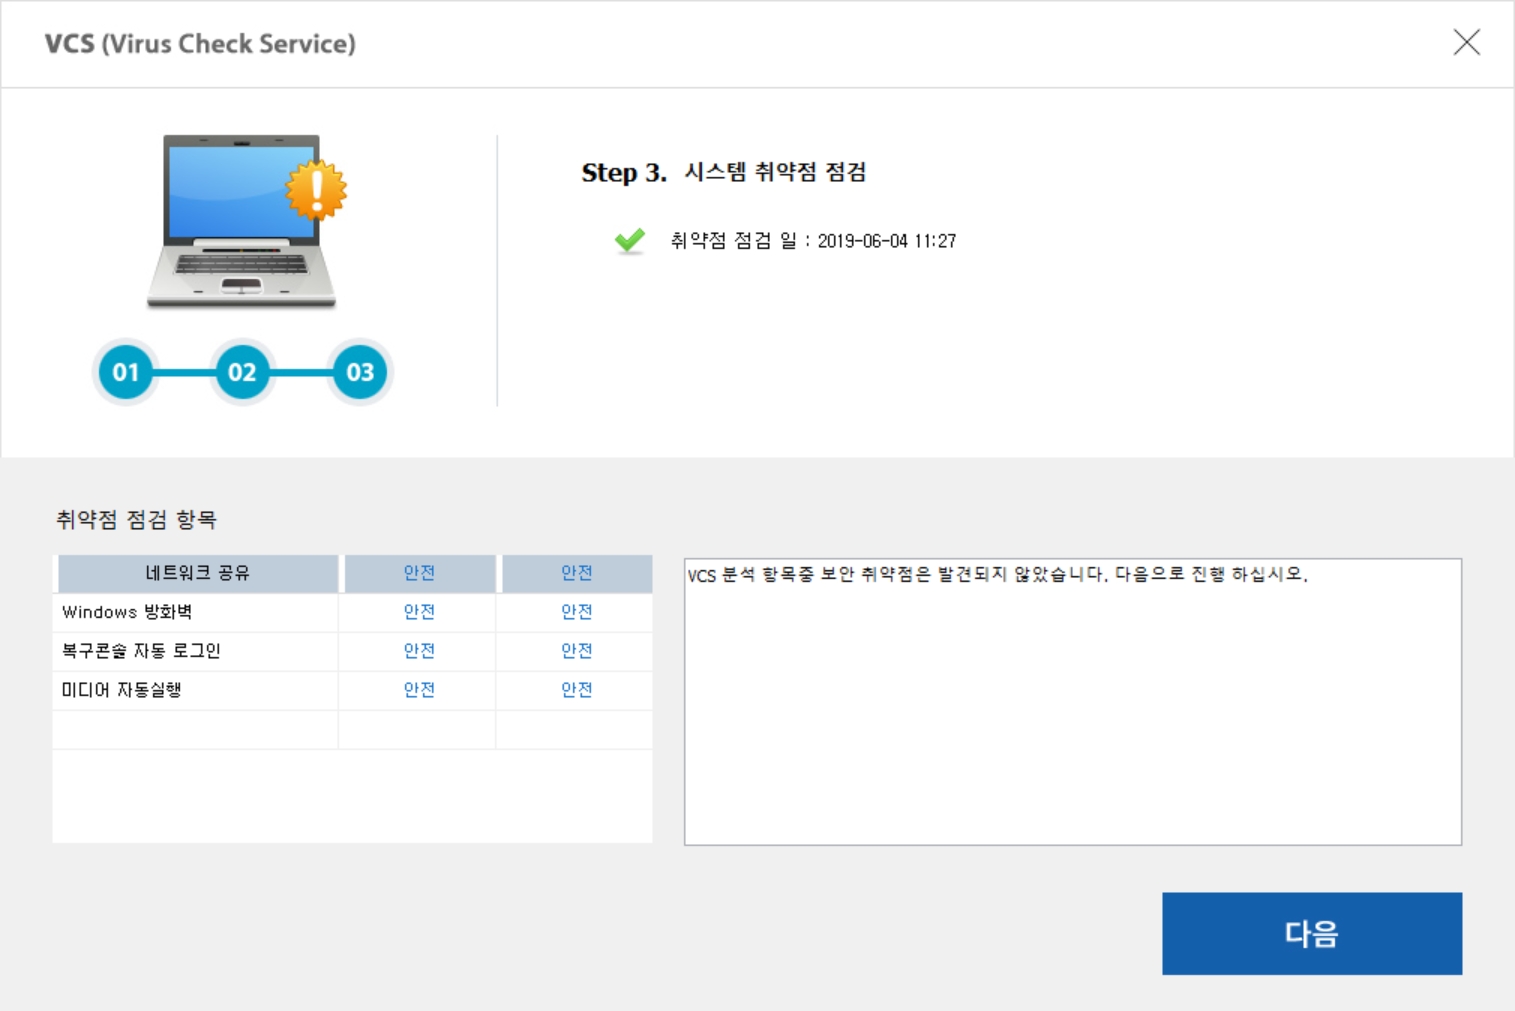 VCS (Virus Check Service)
Step 3. 시스템 취약점 점검
취약점 점검 일 : 2019-06-04 11:27
01 02 03
취약점 점검 항목
네트워크 공유 안전 안전
Windows 방화벽 안전 안전
복구콘솔 자동 로그인 안전 안전
미디어 자동실행 안전 안전
VCS 분석 항목중 보안 취약점은 발견되지 않았습니다. 다음으로 진행 하십시오.
다음